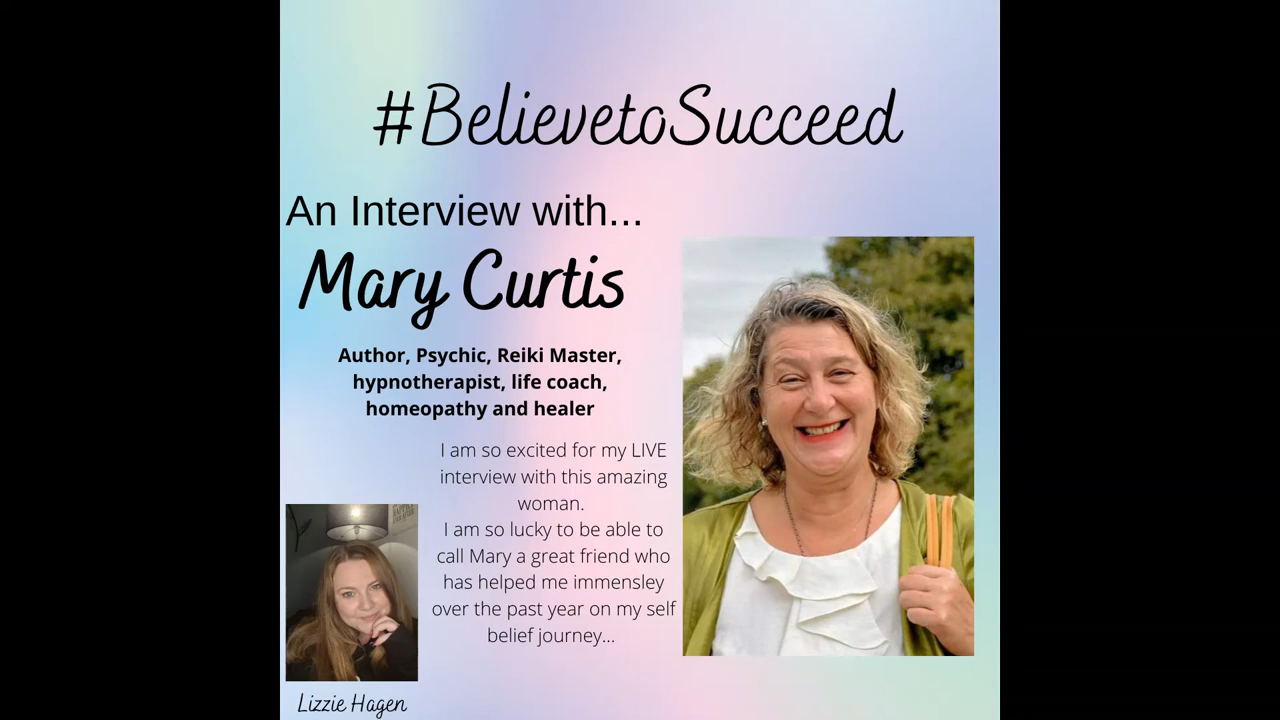 #BelievetoSucceed
An Interview with...
Mary Curtis
Author, Psychic, Reiki Master,
hypnotherapist, life coach,
homeopathy and healer
I am so excited for my LIVE
interview with this amazing
woman.
I am so lucky to be able to
call Mary a great friend who
has helped me immensley
over the past year on my self
belief journey...
Lizzie Hagen